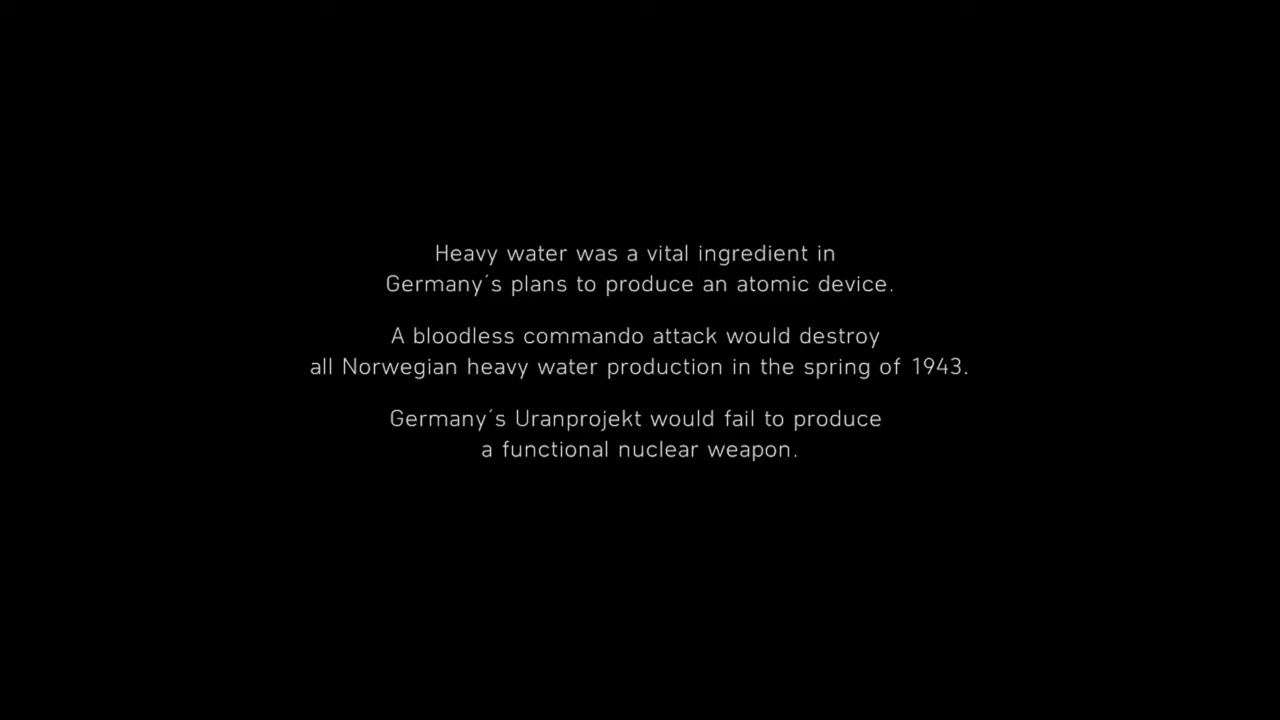 Heavy water was a vital ingredient in
Germany´s plans to produce an atomic device.
A bloodless commando attack would destroy
all Norwegian heavy water production in the spring of 1943.
Germany´s Uranprojekt would fail to produce
a functional nuclear weapon.